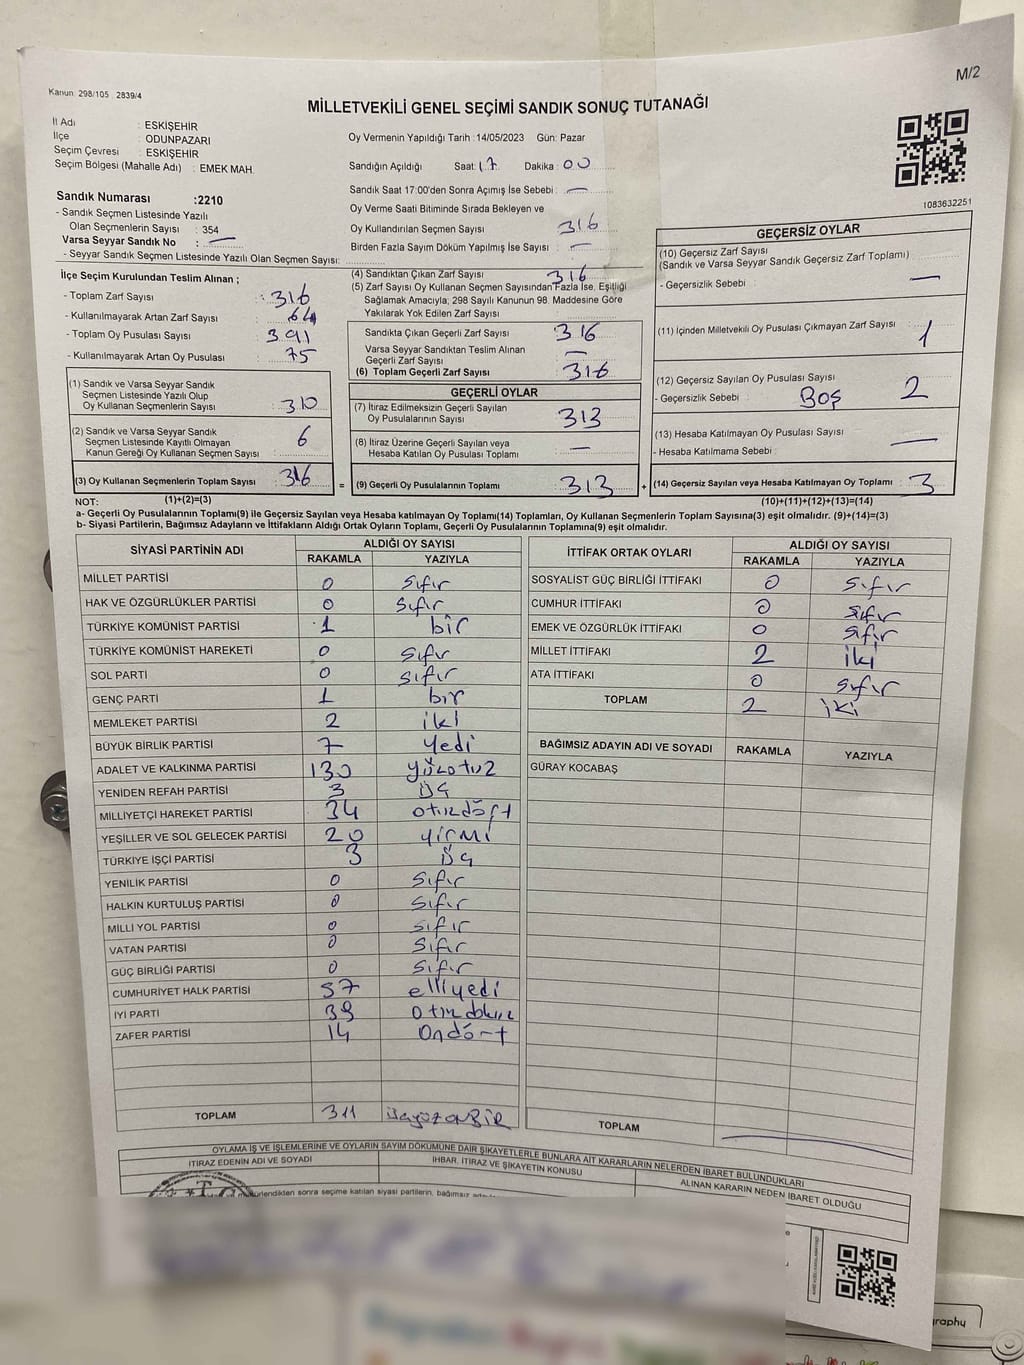 Kanun: 298/105 2839/4
M/2
MİLLETVEKİLİ GENEL SEÇİMİ SANDIK SONUÇ TUTANAĞI
İl Adı : ESKİŞEHİR
İlçe : ODUNPAZARI
Seçim Çevresi : ESKİŞEHİR
Seçim Bölgesi (Mahalle Adı) : EMEK MAH.
Sandık Numarası :2210
- Sandık Seçmen Listesinde Yazılı
Olan Seçmenlerin Sayısı : 354
Varsa Seyyar Sandık No : —
- Seyyar Sandık Seçmen Listesinde Yazılı Olan Seçmen Sayısı:
Oy Vermenin Yapıldığı Tarih : 14/05/2023 Gün: Pazar
Sandığın Açıldığı Saat: 17 Dakika : 00
Sandık Saat 17:00'den Sonra Açımış İse Sebebi : —
Oy Verme Saati Bitiminde Sırada Bekleyen ve
Oy Kullandırılan Seçmen Sayısı 316
Birden Fazla Sayım Döküm Yapılmış İse Sayısı : —
1083632251
İlçe Seçim Kurulundan Teslim Alınan ;
- Toplam Zarf Sayısı : 316
- Kullanılmayarak Artan Zarf Sayısı : 64
- Toplam Oy Pusulası Sayısı : 391
- Kullanılmayarak Artan Oy Pusulası : 75
(1) Sandık ve Varsa Seyyar Sandık
Seçmen Listesinde Yazılı Olup
Oy Kullanan Seçmenlerin Sayısı : 310
(2) Sandık ve Varsa Seyyar Sandık
Seçmen Listesinde Kayıtlı Olmayan
Kanun Gereği Oy Kullanan Seçmen Sayısı : 6
(3) Oy Kullanan Seçmenlerin Toplam Sayısı : 316
(4) Sandıktan Çıkan Zarf Sayısı 316
(5) Zarf Sayısı Oy Kullanan Seçmen Sayısından Fazla İse, Eşitliği
Sağlamak Amacıyla; 298 Sayılı Kanunun 98. Maddesine Göre
Yakılarak Yok Edilen Zarf Sayısı :
Sandıkta Çıkan Geçerli Zarf Sayısı 316
Varsa Seyyar Sandıktan Teslim Alınan
Geçerli Zarf Sayısı —
(6) Toplam Geçerli Zarf Sayısı : 316
GEÇERLİ OYLAR
(7) İtiraz Edilmeksizin Geçerli Sayılan
Oy Pusulalarının Sayısı : 313
(8) İtiraz Üzerine Geçerli Sayılan veya
Hesaba Katılan Oy Pusulası Toplamı : —
= (9) Geçerli Oy Pusulalarının Toplamı : 313
GEÇERSİZ OYLAR
(10) Geçersiz Zarf Sayısı
(Sandık ve Varsa Seyyar Sandık Geçersiz Zarf Toplamı)
- Geçersizlik Sebebi : —
(11) İçinden Milletvekili Oy Pusulası Çıkmayan Zarf Sayısı : 1
(12) Geçersiz Sayılan Oy Pusulası Sayısı : 2
- Geçersizlik Sebebi : BOŞ
(13) Hesaba Katılmayan Oy Pusulası Sayısı : —
- Hesaba Katılmama Sebebi :
+ (14) Geçersiz Sayılan veya Hesaba Katılmayan Oy Toplamı : 3
NOT: (1)+(2)=(3) (10)+(11)+(12)+(13)=(14)
a- Geçerli Oy Pusulalarının Toplamı(9) ile Geçersiz Sayılan veya Hesaba katılmayan Oy Toplamı(14) Toplamları, Oy Kullanan Seçmenlerin Toplam Sayısına(3) eşit olmalıdır. (9)+(14)=(3)
b- Siyasi Partilerin, Bağımsız Adayların ve İttifakların Aldığı Ortak Oyların Toplamı, Geçerli Oy Pusulalarının Toplamına(9) eşit olmalıdır.
SİYASİ PARTİNİN ADI ALDIĞI OY SAYISI
RAKAMLA YAZIYLA
MİLLET PARTİSİ 0 sıfır
HAK VE ÖZGÜRLÜKLER PARTİSİ 0 sıfır
TÜRKİYE KOMÜNİST PARTİSİ 1 bir
TÜRKİYE KOMÜNİST HAREKETİ 0 sıfır
SOL PARTİ 0 sıfır
GENÇ PARTİ 1 bir
MEMLEKET PARTİSİ 2 iki
BÜYÜK BİRLİK PARTİSİ 7 yedi
ADALET VE KALKINMA PARTİSİ 130 yüzotuz
YENİDEN REFAH PARTİSİ 3 üç
MİLLİYETÇİ HAREKET PARTİSİ 34 otuzdört
YEŞİLLER VE SOL GELECEK PARTİSİ 20 yirmi
TÜRKİYE İŞÇİ PARTİSİ 3 üç
YENİLİK PARTİSİ 0 sıfır
HALKIN KURTULUŞ PARTİSİ 0 sıfır
MİLLİ YOL PARTİSİ 0 sıfır
VATAN PARTİSİ 0 sıfır
GÜÇ BİRLİĞİ PARTİSİ 0 sıfır
CUMHURİYET HALK PARTİSİ 57 elliyedi
İYİ PARTİ 39 otuzdokuz
ZAFER PARTİSİ 14 ondört
TOPLAM 311 üçyüzonBİR
İTTİFAK ORTAK OYLARI ALDIĞI OY SAYISI
RAKAMLA YAZIYLA
SOSYALİST GÜÇ BİRLİĞİ İTTİFAKI 0 sıfır
CUMHUR İTTİFAKI 0 sıfır
EMEK VE ÖZGÜRLÜK İTTİFAKI 0 sıfır
MİLLET İTTİFAKI 2 iki
ATA İTTİFAKI 0 sıfır
TOPLAM 2 iki
BAĞIMSIZ ADAYIN ADI VE SOYADI RAKAMLA YAZIYLA
GÜRAY KOCABAŞ
TOPLAM —
OYLAMA İŞ VE İŞLEMLERİNE VE OYLARIN SAYIM DÖKÜMÜNE DAİR ŞİKAYETLERLE BUNLARA AİT KARARLARIN NELERDEN İBARET BULUNDUKLARI
İTİRAZ EDENİN ADI VE SOYADI İHBAR, İTİRAZ VE ŞİKAYETİN KONUSU ALINAN KARARIN NEDEN İBARET OLDUĞU
sonra seçime katılan siyasi partilerin, bağımsız
graphy